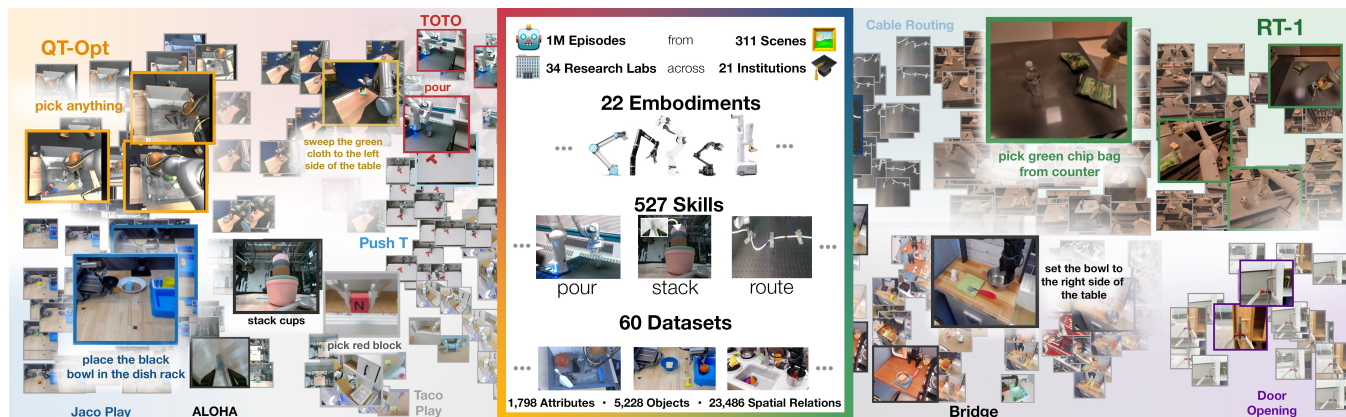 QT-Opt
pick anything
TOTO
pour
sweep the green
cloth to the left
side of the table
Push T
stack cups
N
pick red block
place the black
bowl in the dish rack
Jaco Play
ALOHA
Taco
Play
1M Episodes from 311 Scenes
34 Research Labs across 21 Institutions
22 Embodiments
527 Skills
pour stack route
60 Datasets
1,798 Attributes • 5,228 Objects • 23,486 Spatial Relations
Cable Routing
RT-1
pick green chip bag
from counter
set the bowl to
the right side of
the table
Bridge
Door
Opening